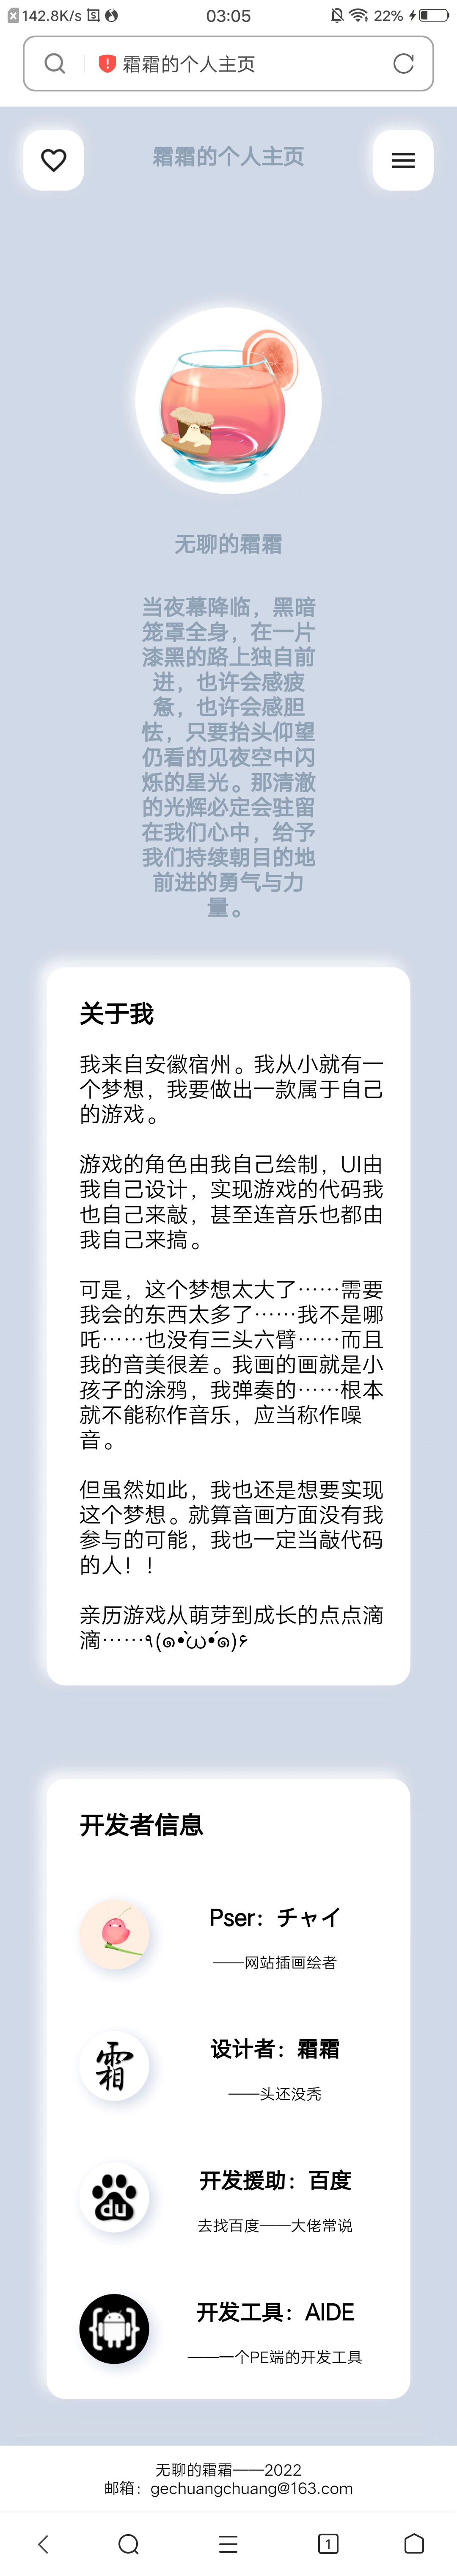 142.8K/s
03:05
22%
霜霜的个人主页
霜霜的个人主页
无聊的霜霜
当夜幕降临，黑暗
笼罩全身，在一片
漆黑的路上独自前
进，也许会感疲
惫，也许会感胆
怯，只要抬头仰望
仍看的见夜空中闪
烁的星光。那清澈
的光辉必定会驻留
在我们心中，给予
我们持续朝目的地
前进的勇气与力
量。
关于我
我来自安徽宿州。我从小就有一
个梦想，我要做出一款属于自己
的游戏。
游戏的角色由我自己绘制，UI由
我自己设计，实现游戏的代码我
也自己来敲，甚至连音乐也都由
我自己来搞。
可是，这个梦想太大了……需要
我会的东西太多了……我不是哪
吒……也没有三头六臂……而且
我的音美很差。我画的画就是小
孩子的涂鸦，我弹奏的……根本
就不能称作音乐，应当称作噪
音。
但虽然如此，我也还是想要实现
这个梦想。就算音画方面没有我
参与的可能，我也一定当敲代码
的人！！
亲历游戏从萌芽到成长的点点滴
滴……٩(๑•̀ω•́๑)۶
开发者信息
Pser：チャイ
——网站插画绘者
霜
设计者：霜霜
——头还没秃
du
开发援助：百度
去找百度——大佬常说
开发工具：AIDE
——一个PE端的开发工具
无聊的霜霜——2022
邮箱：gechuangchuang@163.com
1